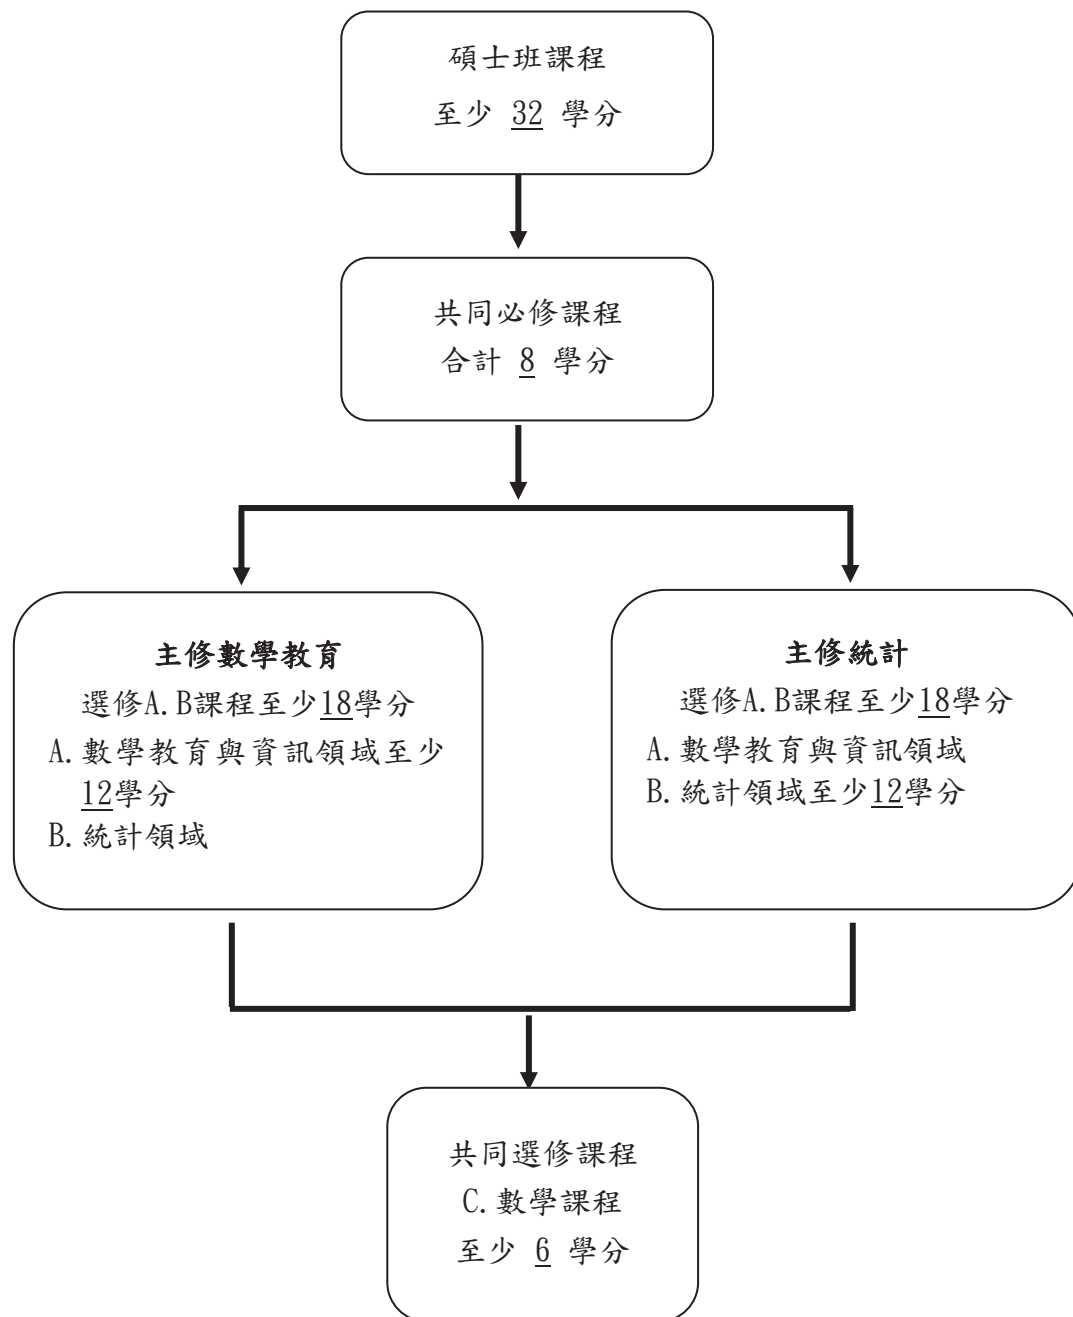 碩士班課程
至少 32 學分
共同必修課程
合計 8 學分
主修數學教育
選修A.B課程至少18學分
A.數學教育與資訊領域至少
12學分
B.統計領域
主修統計
選修A.B課程至少18學分
A.數學教育與資訊領域
B.統計領域至少12學分
共同選修課程
C.數學課程
至少 6 學分